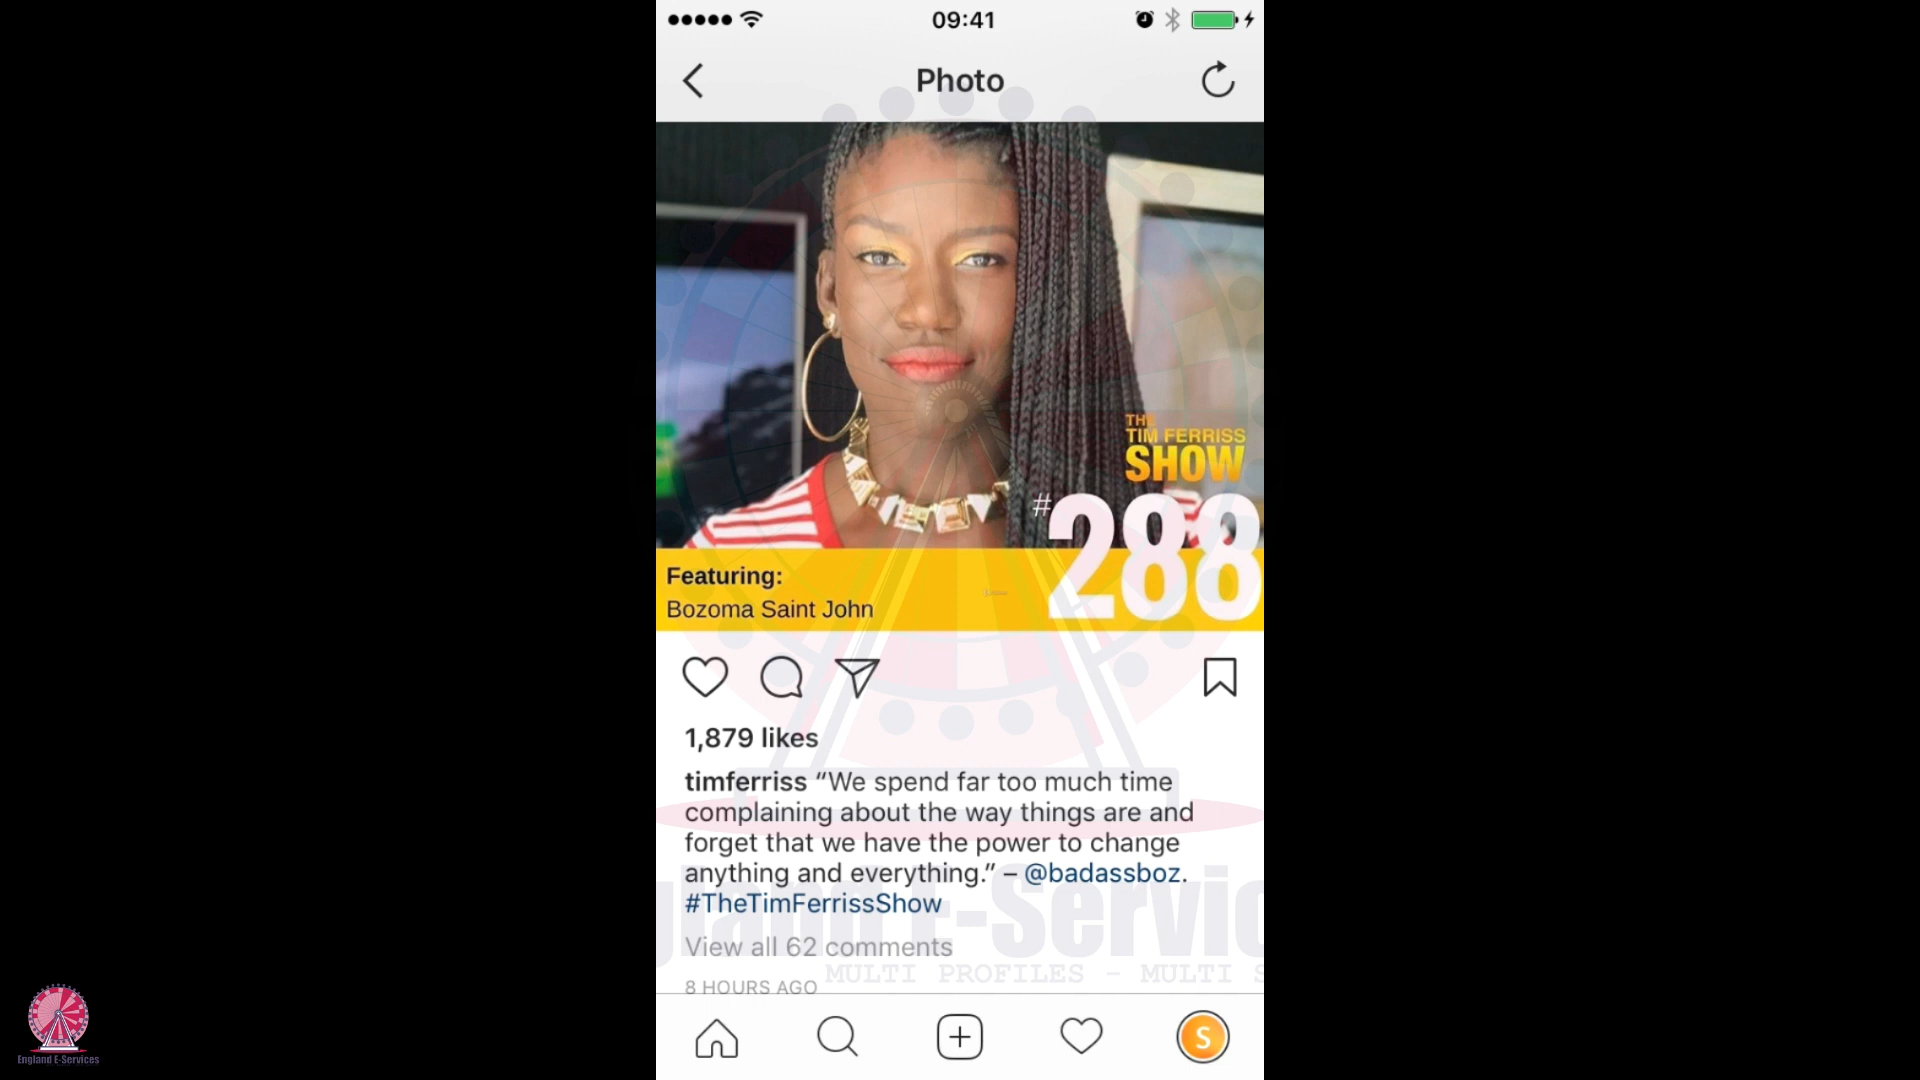 09:41
Photo
THE
TIM FERRISS
SHOW
#288
Featuring:
Bozoma Saint John
1,879 likes
timferriss “We spend far too much time
complaining about the way things are and
forget that we have the power to change
anything and everything.” – @badassboz.
#TheTimFerrissShow
View all 62 comments
8 HOURS AGO
S
gland E-Servic
MULTI PROFILES - MULTI S
England E-Services